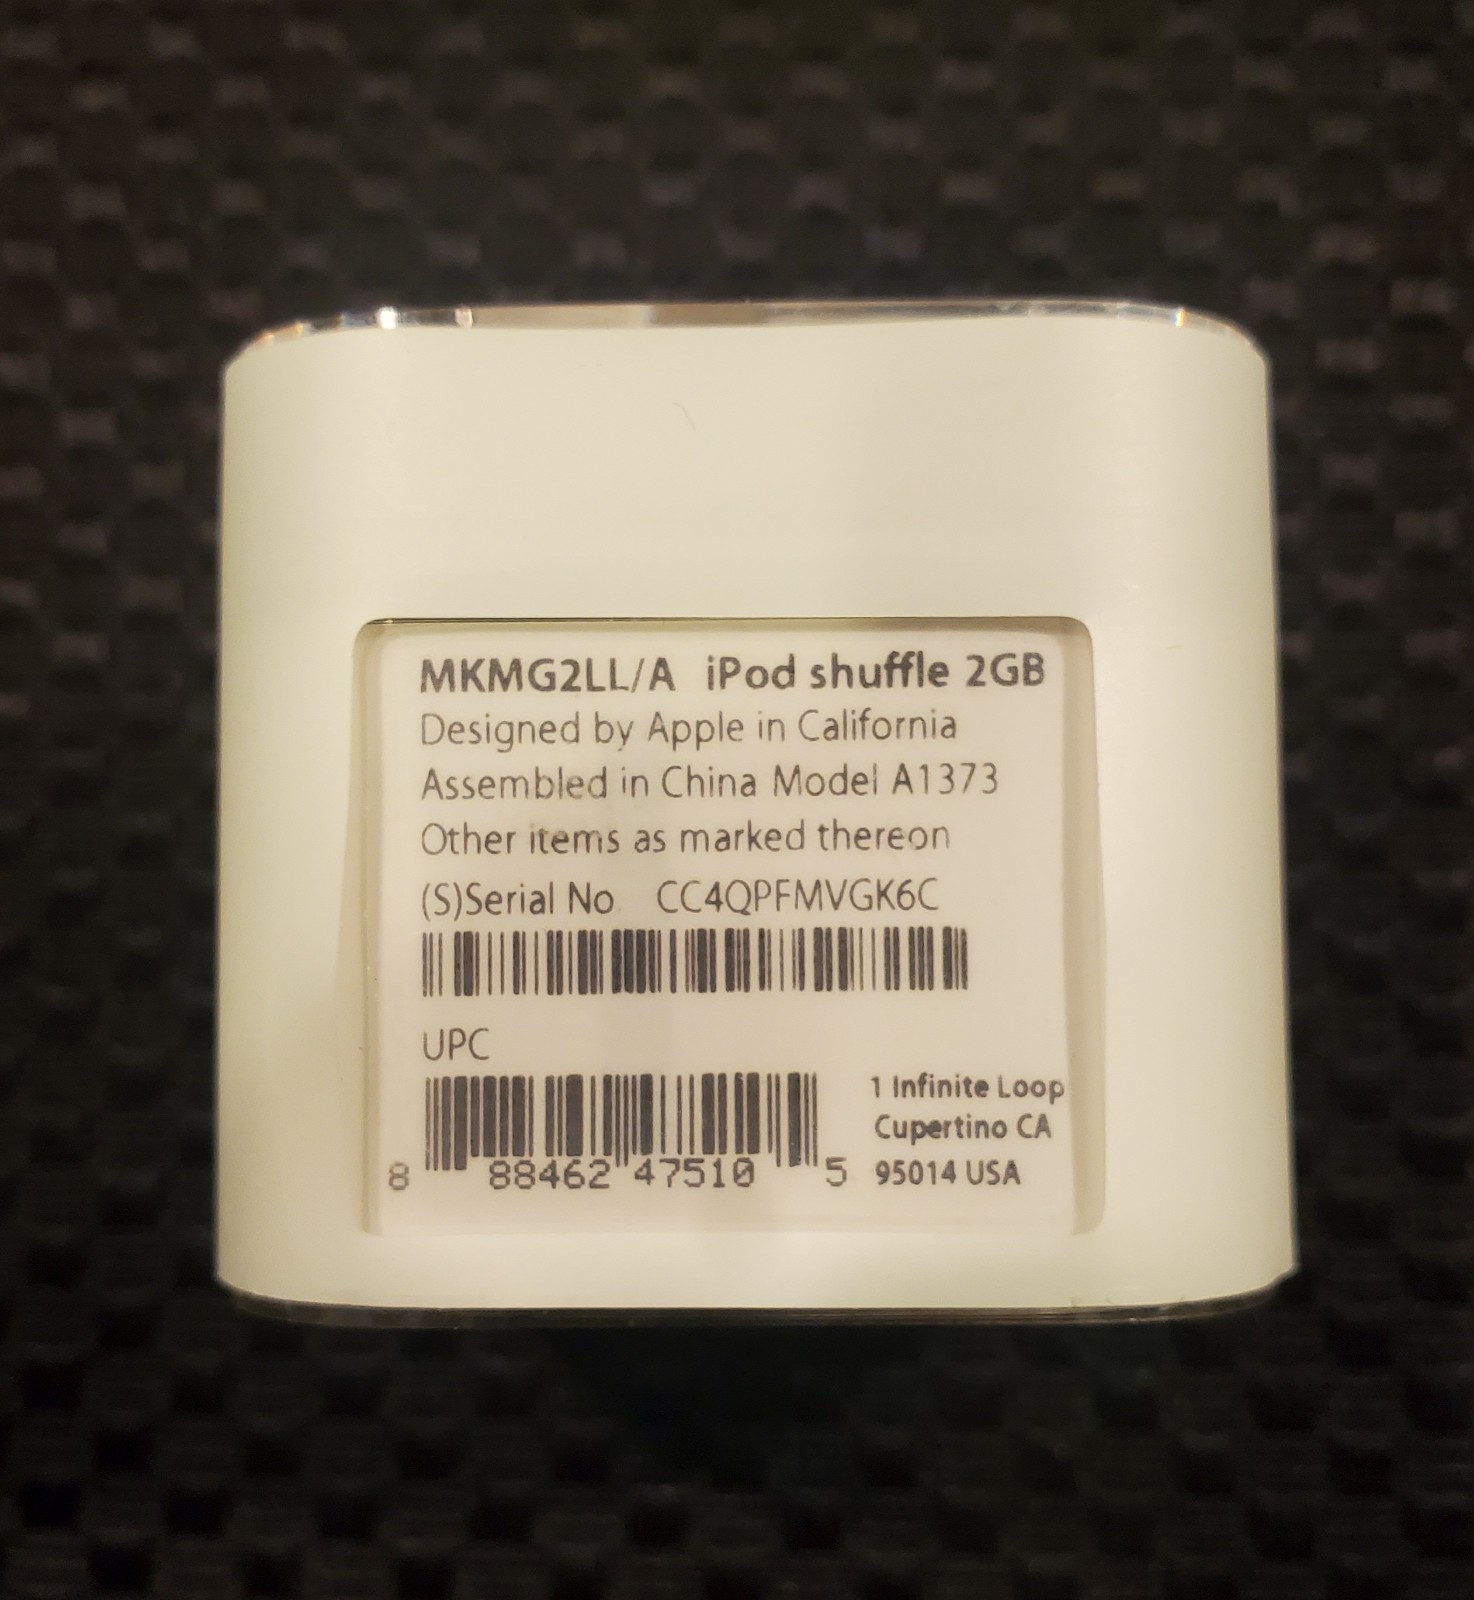 MKMG2LL/A iPod shuffle 2GB
Designed by Apple in California
Assembled in China Model A1373
Other items as marked thereon
(S)Serial No. CC4QPFMVGK6C
UPC
8 88462 47510 5
1 Infinite Loop
Cupertino CA
95014 USA